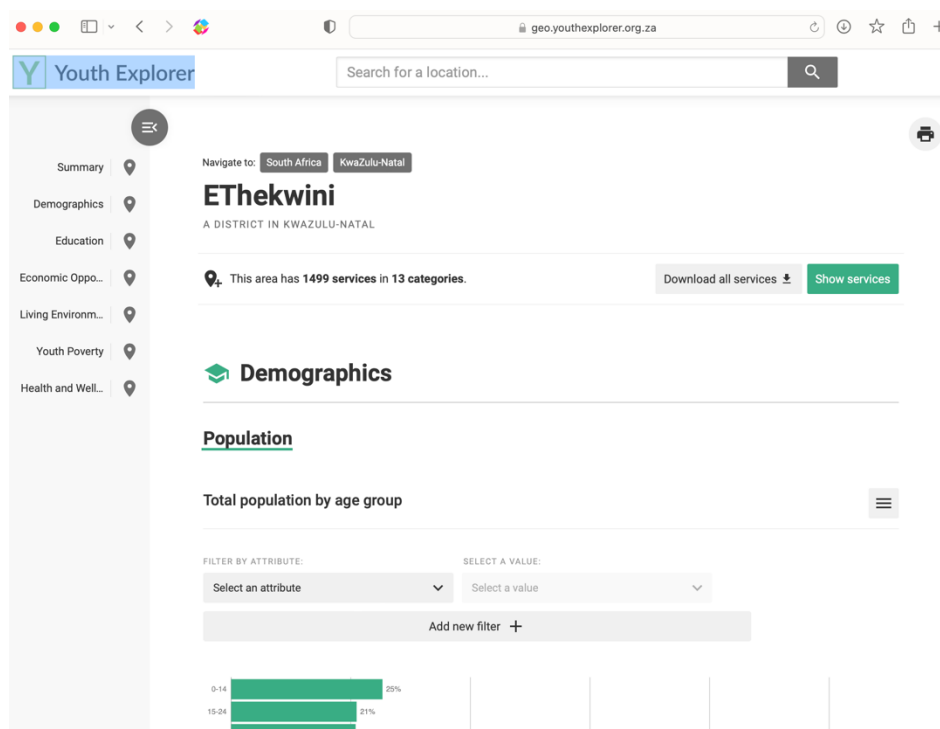 geo.youthexplorer.org.za
Y Youth Explorer
Search for a location...
Summary
Demographics
Education
Economic Oppo...
Living Environm...
Youth Poverty
Health and Well...
Navigate to: South Africa KwaZulu-Natal
EThekwini
A DISTRICT IN KWAZULU-NATAL
This area has 1499 services in 13 categories.
Download all services
Show services
Demographics
Population
Total population by age group
FILTER BY ATTRIBUTE: SELECT A VALUE:
Select an attribute Select a value
Add new filter +
0-14 25%
15-24 21%